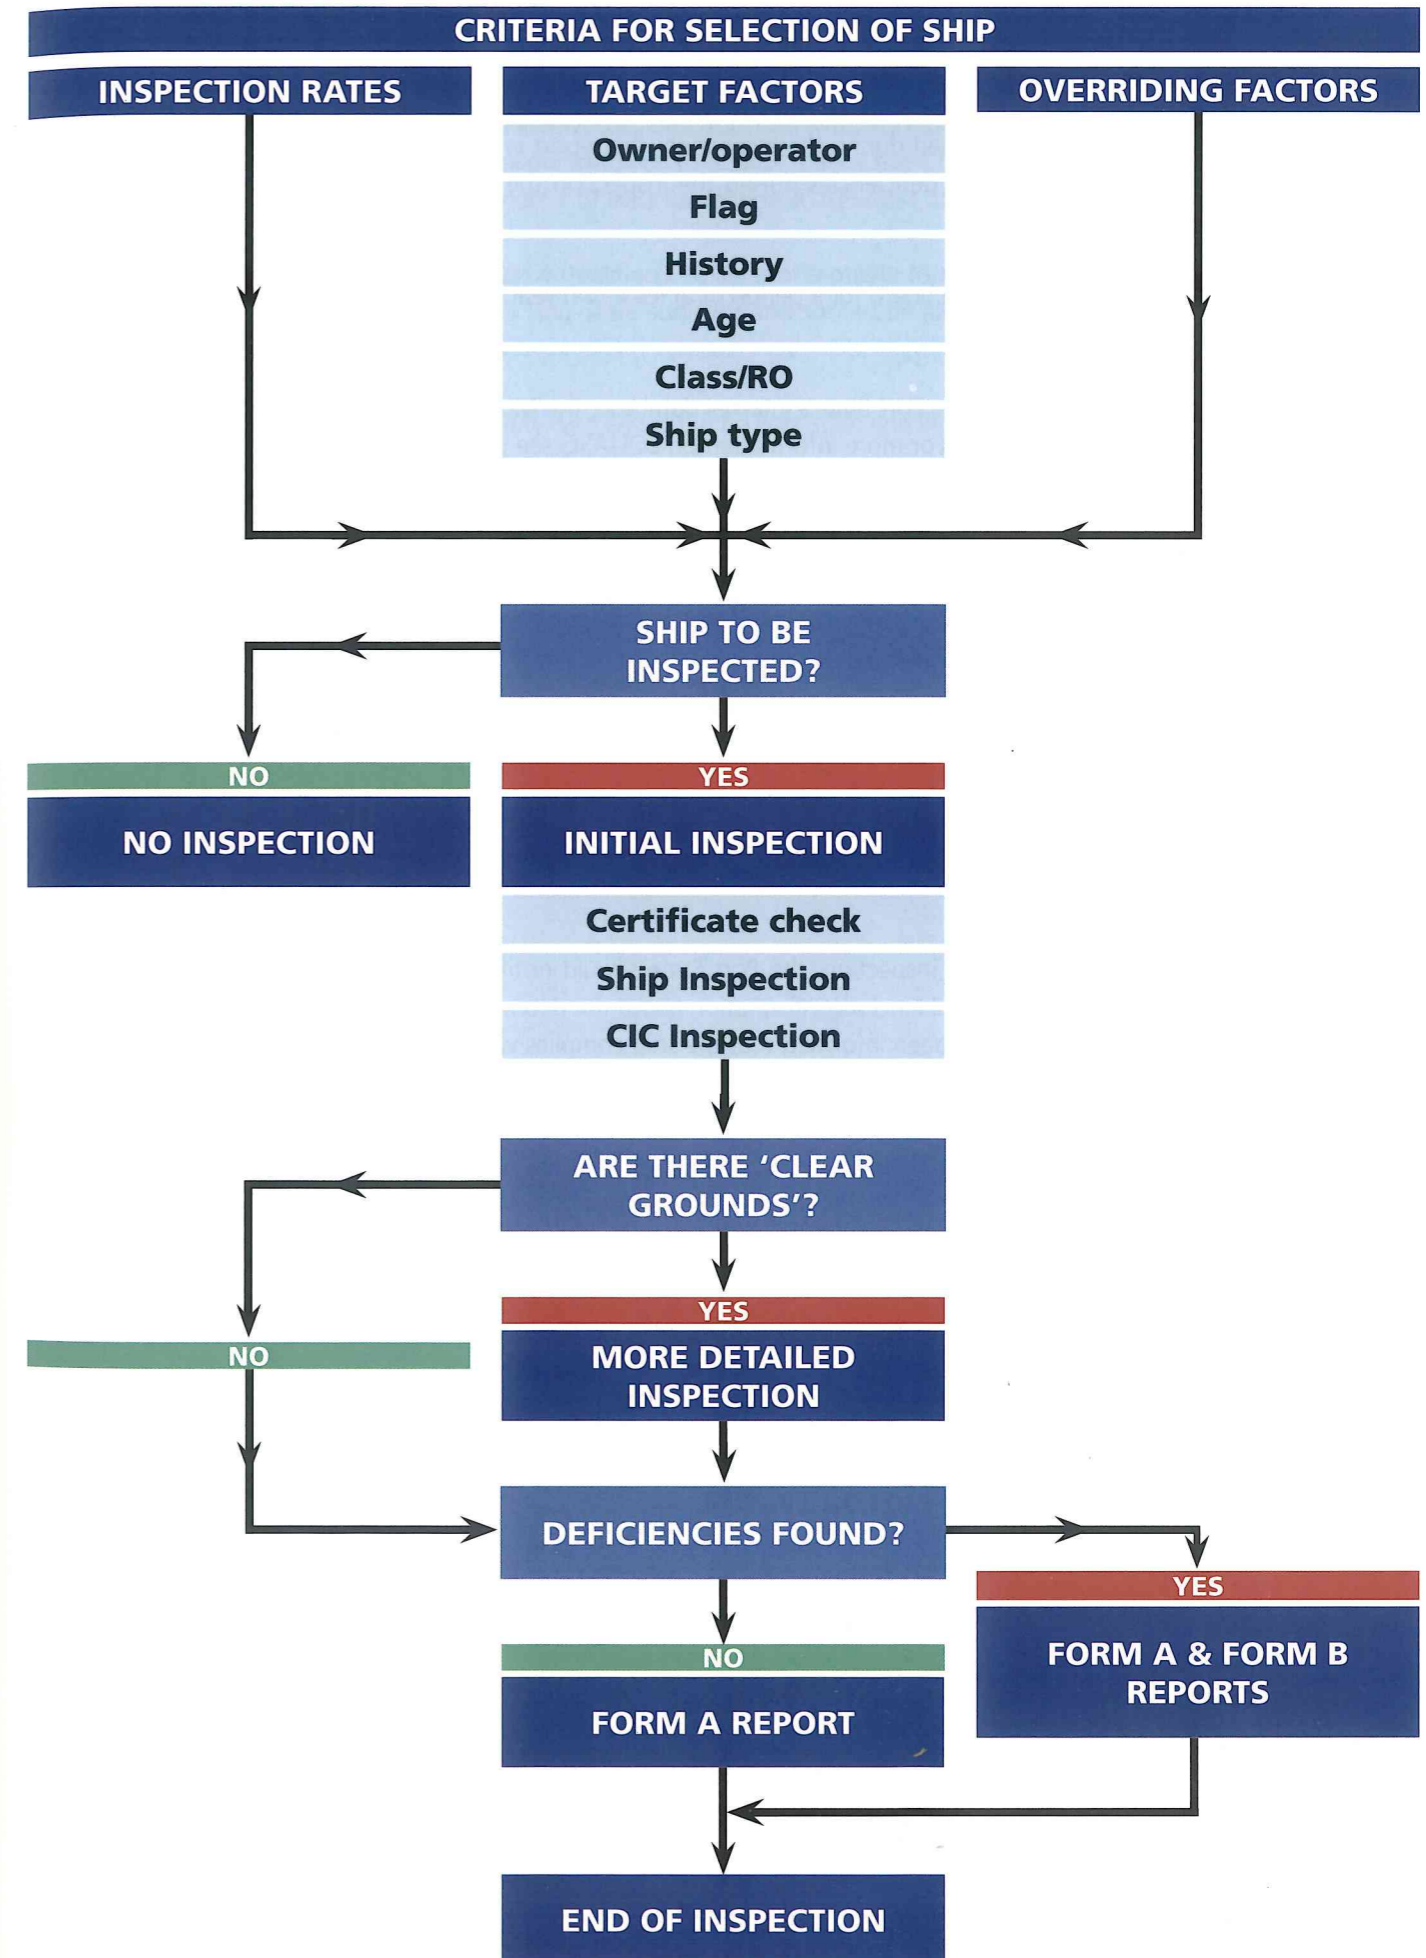 CRITERIA FOR SELECTION OF SHIP
INSPECTION RATES
TARGET FACTORS
OVERRIDING FACTORS
Owner/operator
Flag
History
Age
Class/RO
Ship type
SHIP TO BE
INSPECTED?
NO
YES
NO INSPECTION
INITIAL INSPECTION
Certificate check
Ship Inspection
CIC Inspection
ARE THERE ‘CLEAR
GROUNDS’?
YES
NO
MORE DETAILED
INSPECTION
DEFICIENCIES FOUND?
YES
FORM A & FORM B
REPORTS
NO
FORM A REPORT
END OF INSPECTION